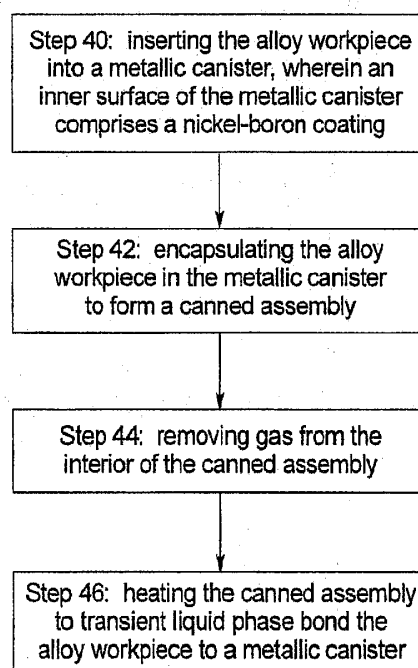 Step 40: inserting the alloy workpiece
into a metallic canister, wherein an
inner surface of the metallic canister
comprises a nickel-boron coating
Step 42: encapsulating the alloy
workpiece in the metallic canister
to form a canned assembly
Step 44: removing gas from the
interior of the canned assembly
Step 46: heating the canned assembly
to transient liquid phase bond the
alloy workpiece to a metallic canister